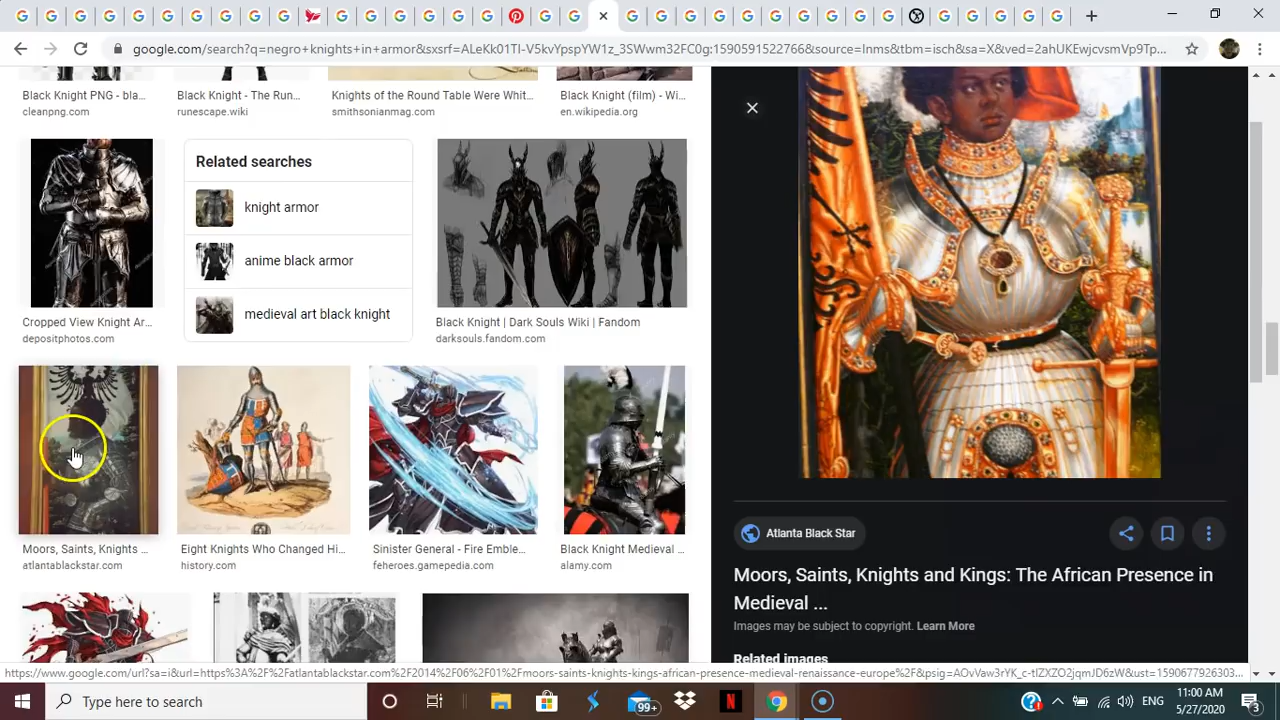 google.com/search?q=negro+knights+in+armor&sxsrf=ALeKk01TI-V5kvYpspYW1z_3SWwm32FC0g:1590591522766&source=lnms&tbm=isch&sa=X&ved=2ahUKEwjcvsmVp9Tp...
Black Knight PNG - bla...
cleanpng.com
Black Knight - The Run...
runescape.wiki
Knights of the Round Table Were Whit...
smithsonianmag.com
Black Knight (film) - Wi...
en.wikipedia.org
Related searches
knight armor
anime black armor
medieval art black knight
Cropped View Knight Ar...
depositphotos.com
Black Knight | Dark Souls Wiki | Fandom
darksouls.fandom.com
Moors, Saints, Knights ...
atlantablackstar.com
Eight Knights Who Changed Hi...
history.com
Sinister General - Fire Emble...
feheroes.gamepedia.com
Black Knight Medieval ...
alamy.com
Atlanta Black Star
Moors, Saints, Knights and Kings: The African Presence in
Medieval ...
Images may be subject to copyright. Learn More
Related images
https://www.google.com/url?sa=i&url=https%3A%2F%2Fatlantablackstar.com%2F2014%2F06%2F01%2Fmoors-saints-knights-kings-african-presence-medieval-renaissance-europe%2F&psig=AOvVaw3rYK_c-tlZXZO2jqmJD6zW&ust=1590677926303...
Type here to search
99+
ENG
11:00 AM
5/27/2020
3